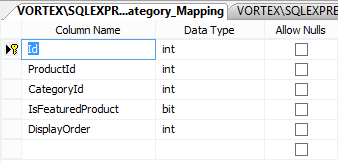 VORTEX\SQLEXPR...ategory_Mapping VORTEX\SQLEXPRE
Column Name Data Type Allow Nulls
Id int
ProductId int
CategoryId int
IsFeaturedProduct bit
DisplayOrder int